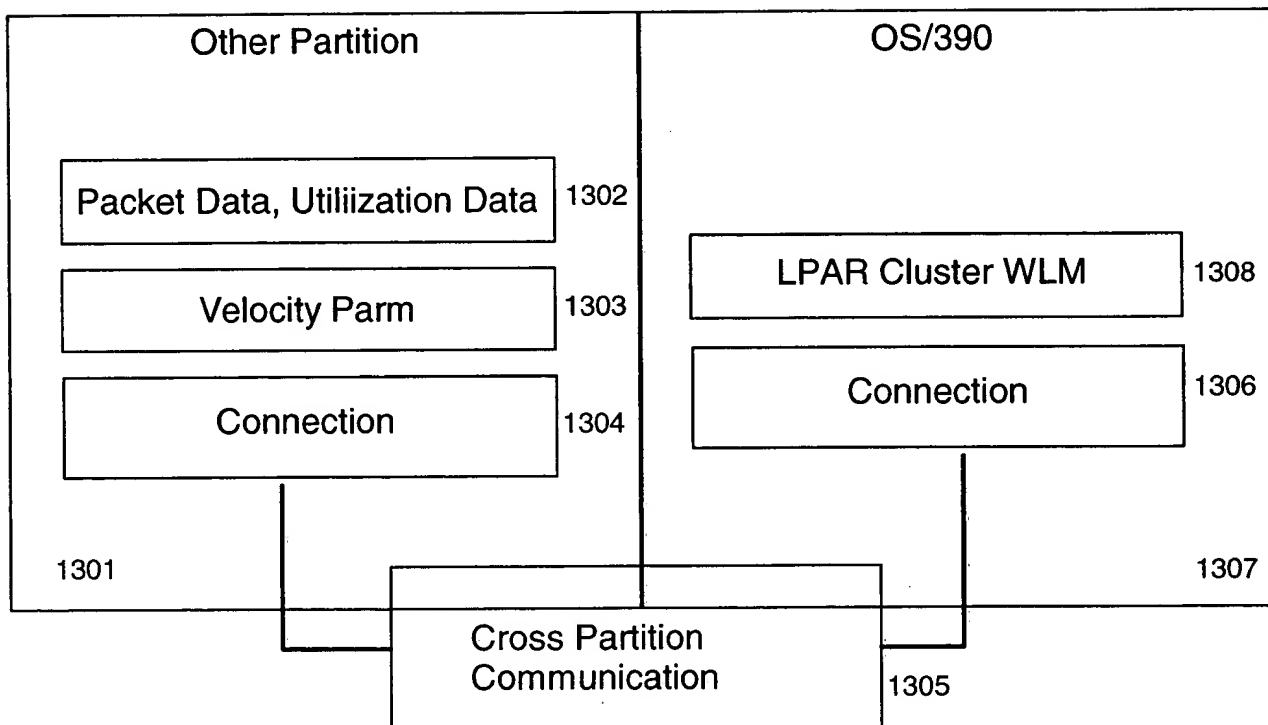 Other Partition
OS/390
Packet Data, Utiliization Data
1302
Velocity Parm
1303
Connection
1304
LPAR Cluster WLM
1308
Connection
1306
1301
1307
Cross Partition
Communication
1305